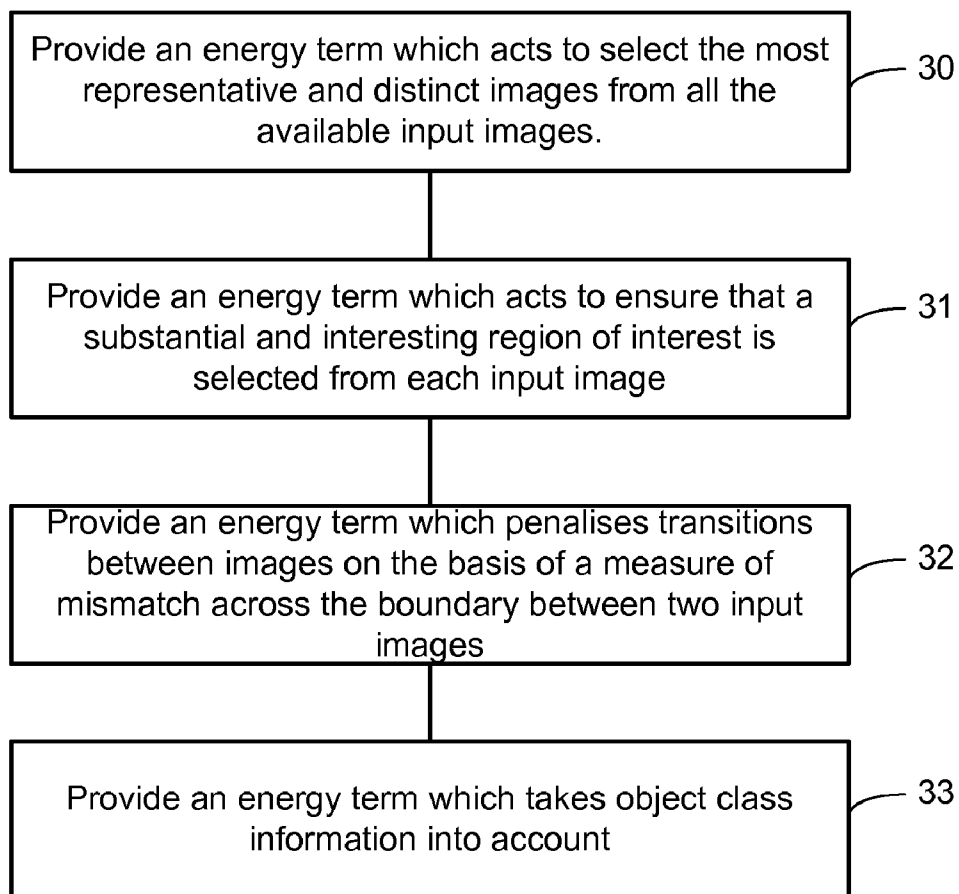 Provide an energy term which acts to select the most
representative and distinct images from all the
available input images.
30
Provide an energy term which acts to ensure that a
substantial and interesting region of interest is
selected from each input image
31
Provide an energy term which penalises transitions
between images on the basis of a measure of
mismatch across the boundary between two input
images
32
Provide an energy term which takes object class
information into account
33